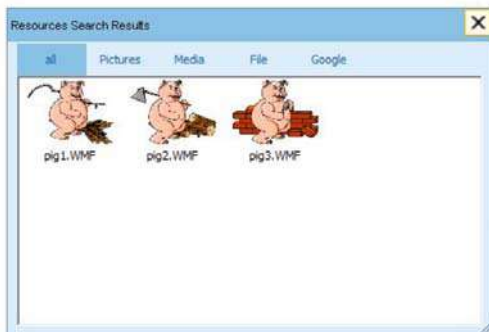 Resources Search Results
all Pictures Media File Google
pig1.WMF pig2.WMF pig3.WMF